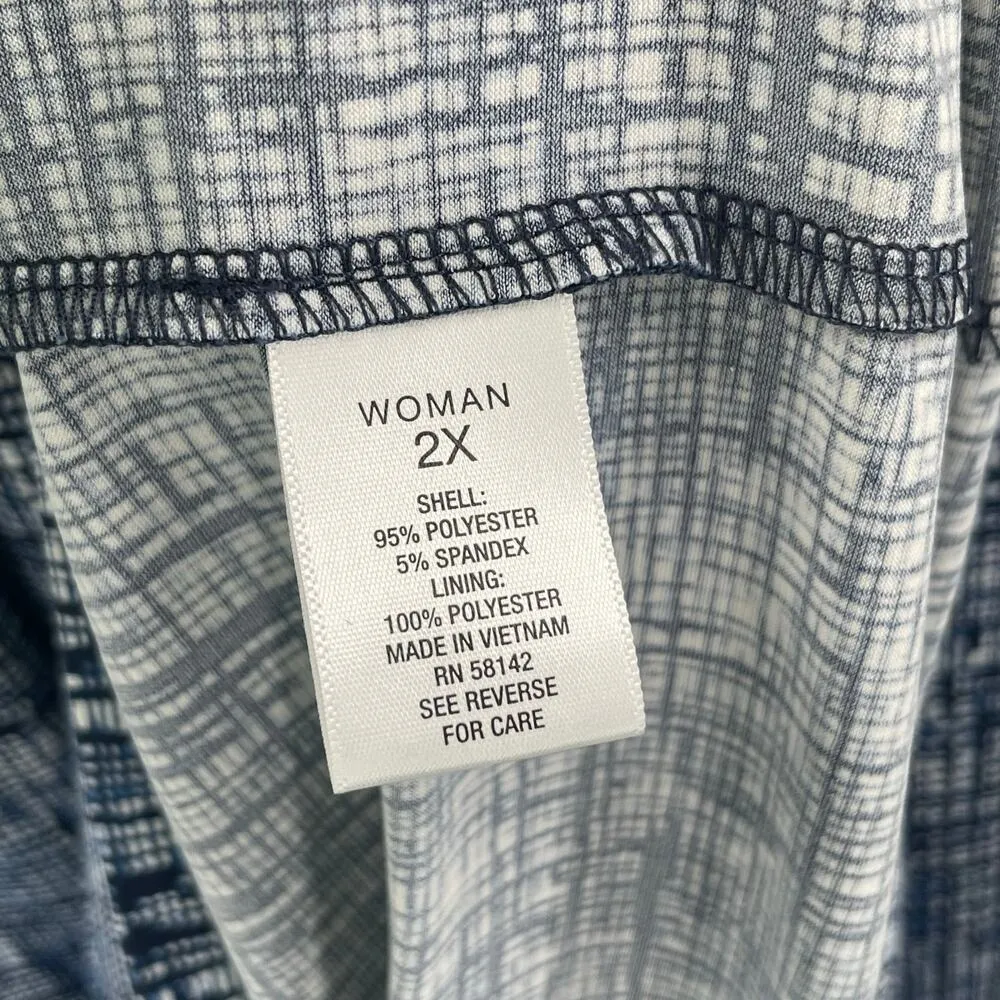 WOMAN
2X
SHELL:
95% POLYESTER
5% SPANDEX
LINING:
100% POLYESTER
MADE IN VIETNAM
RN 58142
SEE REVERSE
FOR CARE